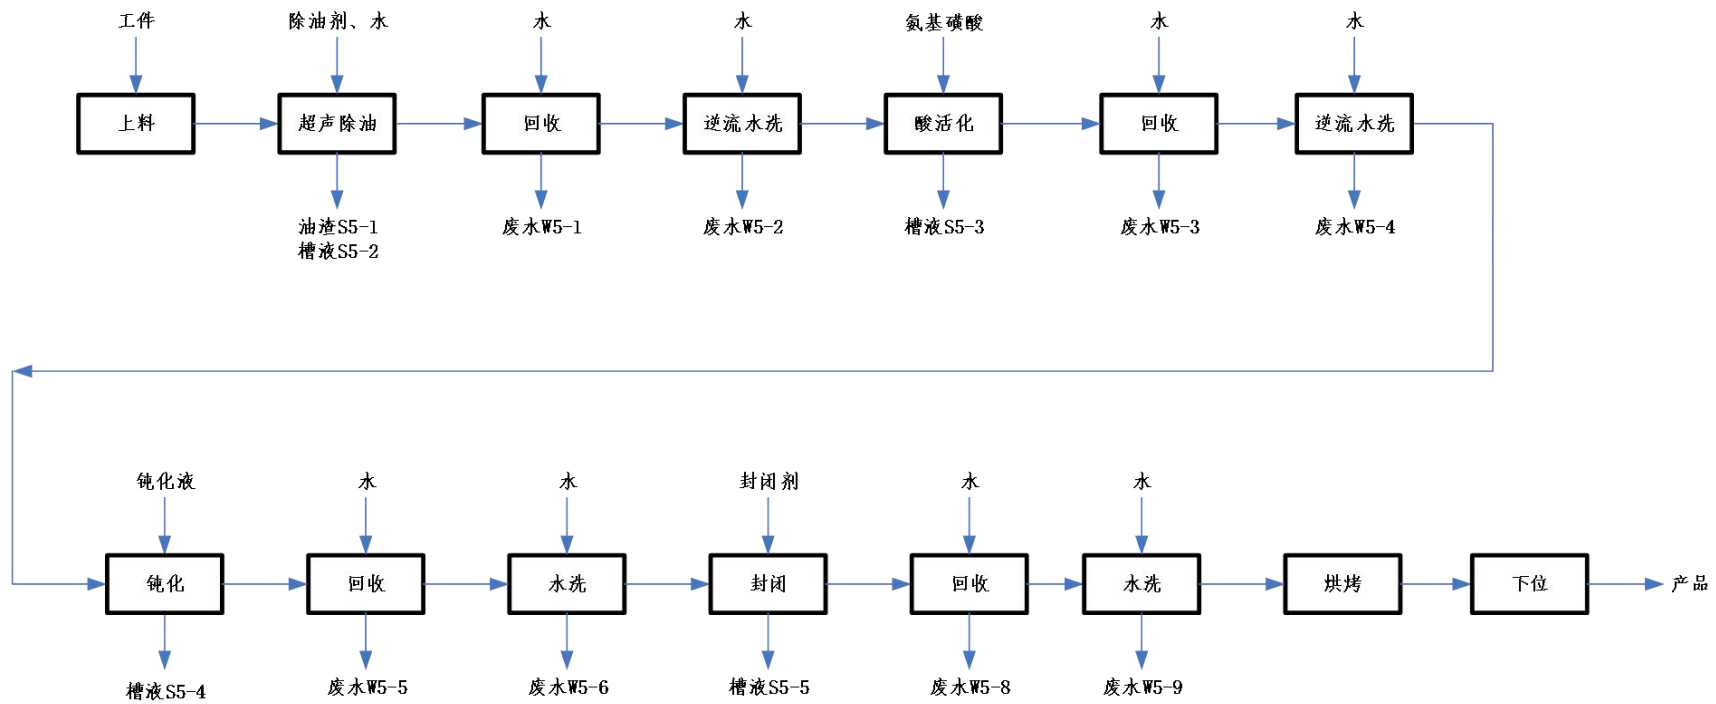 工件
除油剂、水
水
水
氨基磺酸
水
水
上料
超声除油
回收
逆流水洗
酸活化
回收
逆流水洗
油渣S5-1
槽液S5-2
废水W5-1
废水W5-2
槽液S5-3
废水W5-3
废水W5-4
钝化液
水
水
封闭剂
水
水
钝化
回收
水洗
封闭
回收
水洗
烘烤
下位
产品
槽液S5-4
废水W5-5
废水W5-6
槽液S5-5
废水W5-8
废水W5-9